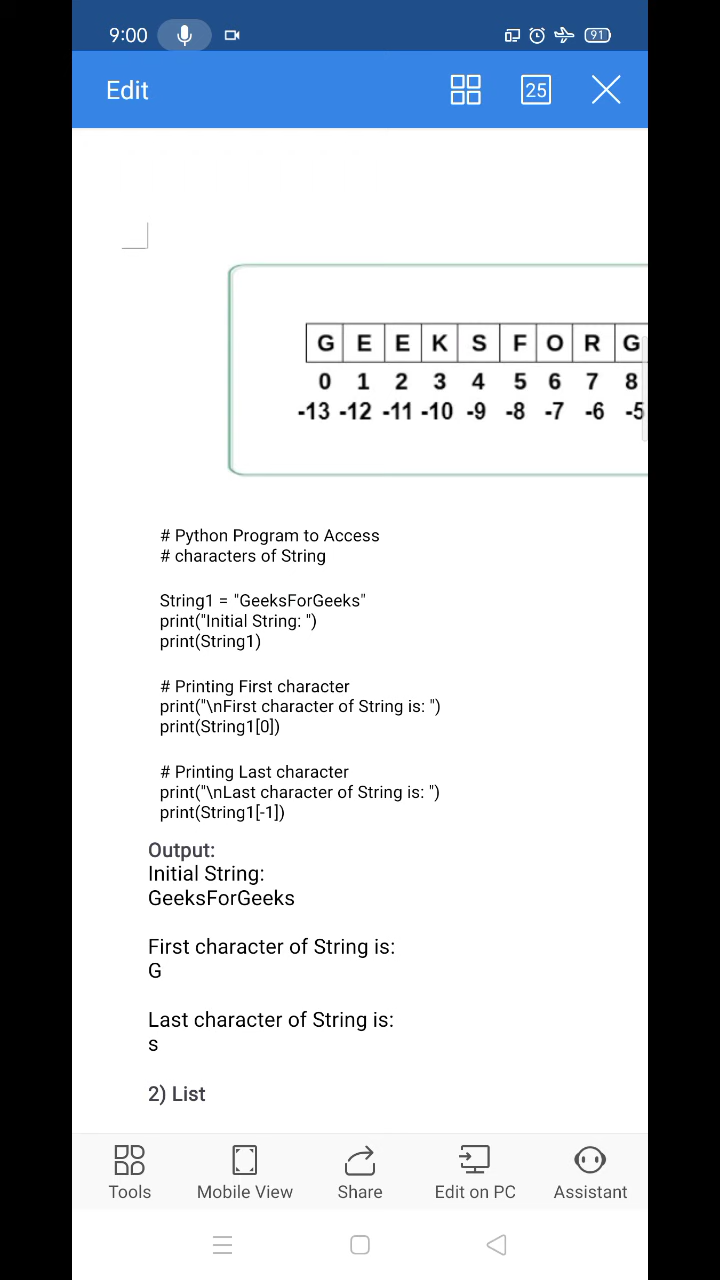 9:00
91
Edit
25
G E E K S F O R G
0 1 2 3 4 5 6 7 8
-13 -12 -11 -10 -9 -8 -7 -6 -5
# Python Program to Access
# characters of String
String1 = "GeeksForGeeks"
print("Initial String: ")
print(String1)
# Printing First character
print("\nFirst character of String is: ")
print(String1[0])
# Printing Last character
print("\nLast character of String is: ")
print(String1[-1])
Output:
Initial String:
GeeksForGeeks
First character of String is:
G
Last character of String is:
s
2) List
Tools Mobile View Share Edit on PC Assistant